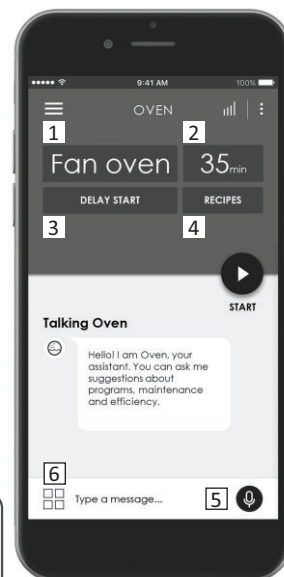 9:41 AM 100%
OVEN
1 2
Fan oven 35min
DELAY START RECIPES
3 4
START
Talking Oven
Hello! I am Oven, your
assistant. You can ask me
suggestions about
programs, maintenance
and efficiency.
6
Type a message... 5